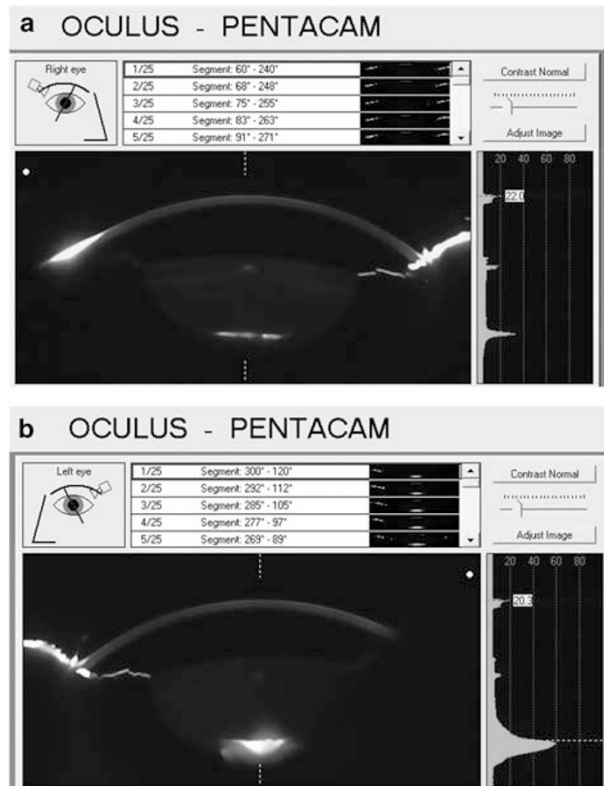 a OCULUS - PENTACAM
Right eye
1/25 Segment: 60° - 240°
2/25 Segment: 68° - 248°
3/25 Segment: 75° - 255°
4/25 Segment: 83° - 263°
5/25 Segment: 91° - 271°
Contrast Normal
Adjust Image
20 40 60 80
22.0
b OCULUS - PENTACAM
Left eye
1/25 Segment: 300° - 120°
2/25 Segment: 292° - 112°
3/25 Segment: 285° - 105°
4/25 Segment: 277° - 97°
5/25 Segment: 269° - 89°
Contrast Normal
Adjust Image
20 40 60 80
20.3